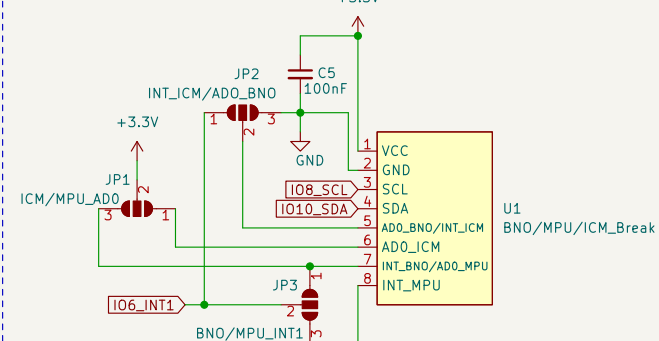 +3.3V
JP2
C5
100nF
INT_ICM/AD0_BNO
1
3
2
+3.3V
GND
1 VCC
2 GND
JP1
2
ICM/MPU_AD0
3
1
IO8_SCL
3 SCL
IO10_SDA
4 SDA
U1
5 AD0_BNO/INT_ICM
BNO/MPU/ICM_Break
6 AD0_ICM
7 INT_BNO/AD0_MPU
8 INT_MPU
JP3
1
IO6_INT1
2
BNO/MPU_INT1
3